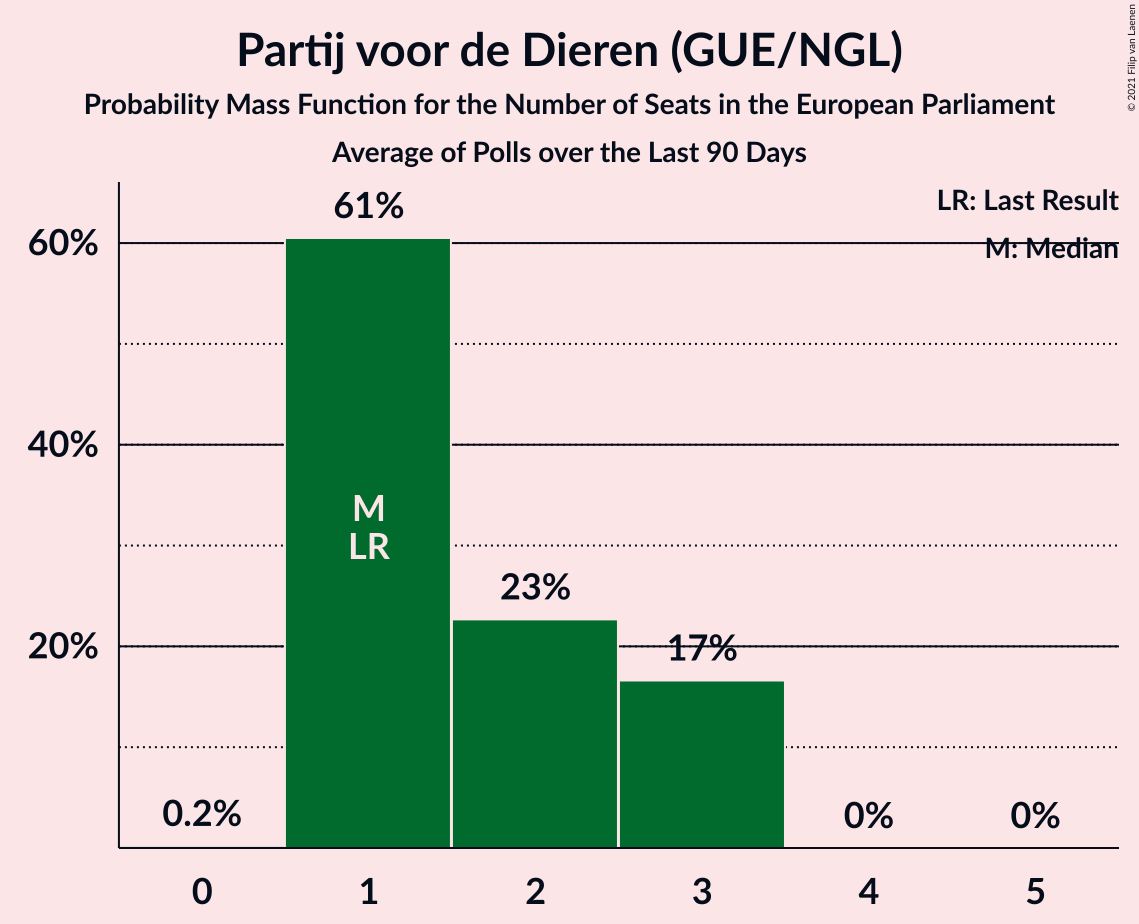 Partij voor de Dieren (GUE/NGL)
Probability Mass Function for the Number of Seats in the European Parliament
Average of Polls over the Last 90 Days
© 2021 Filip van Laenen
LR: Last Result
M: Median
61%
60%
40%
M
LR
23%
20%
17%
0.2%
0%
0%
0
1
2
3
4
5